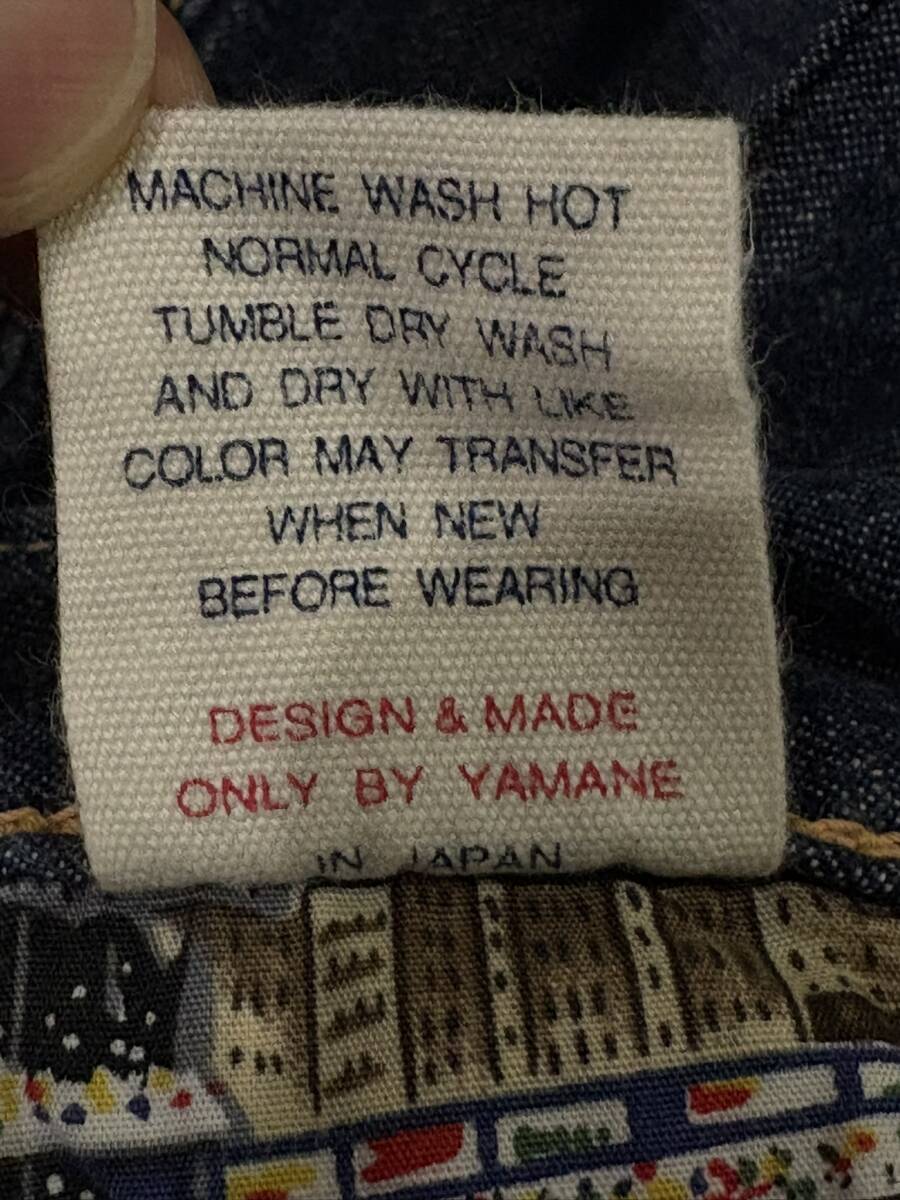 MACHINE WASH HOT
NORMAL CYCLE
TUMBLE DRY WASH
AND DRY WITH LIKE
COLOR MAY TRANSFER
WHEN NEW
BEFORE WEARING
DESIGN & MADE
ONLY BY YAMANE
IN JAPAN